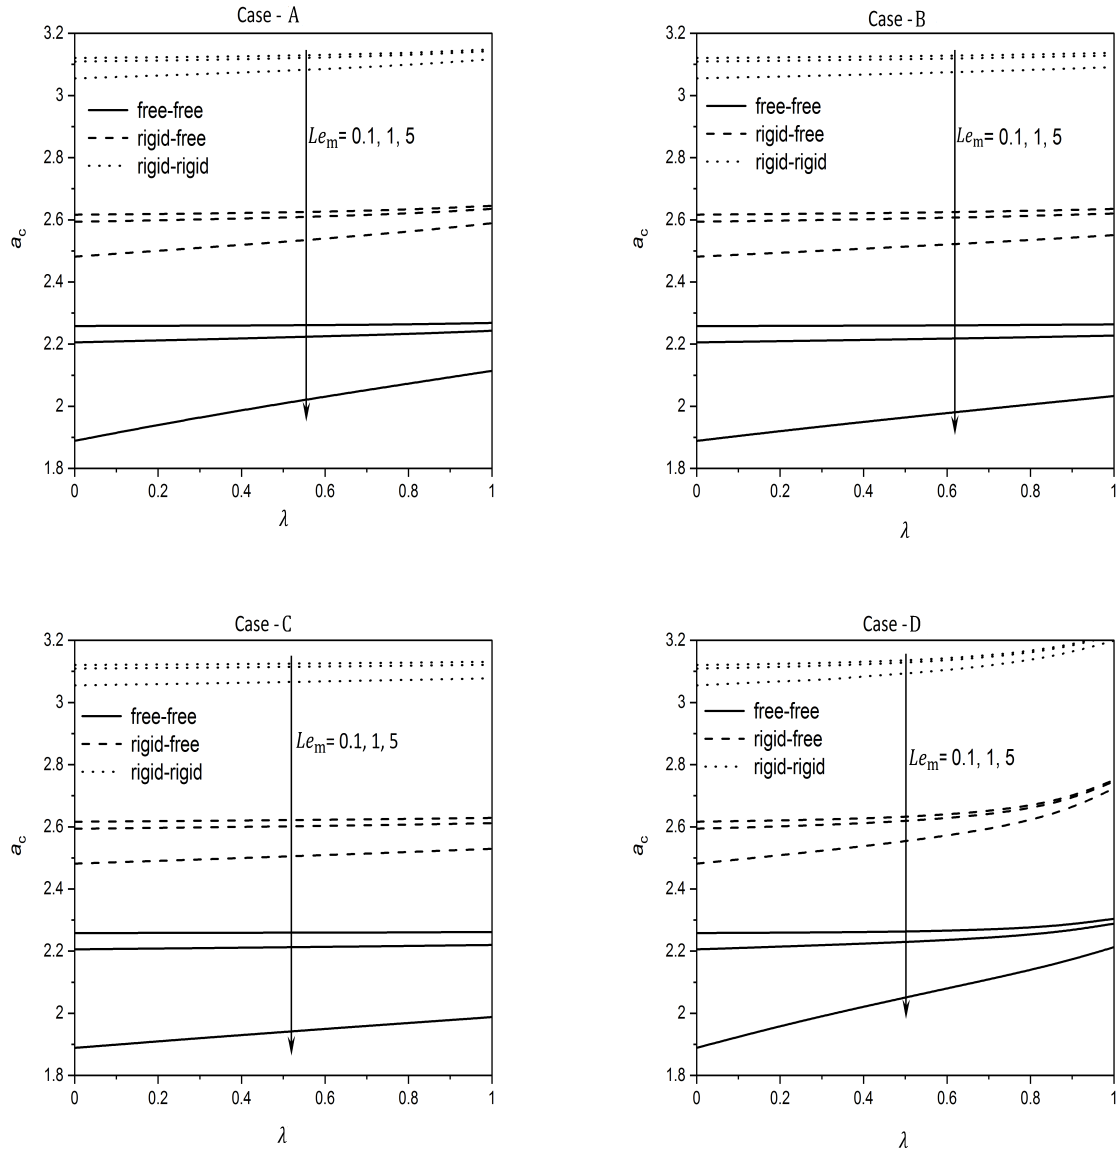 Case - A
3.2
3
2.8
2.6
2.4
2.2
2
1.8
a_c
free-free
rigid-free
rigid-rigid
Le_m = 0.1, 1, 5
0 0.2 0.4 0.6 0.8 1
λ
Case -B
3.2
3
2.8
2.6
2.4
2.2
2
1.8
a_c
free-free
rigid-free
rigid-rigid
Le_m = 0.1, 1, 5
0 0.2 0.4 0.6 0.8 1
λ
Case -C
3.2
3
2.8
2.6
2.4
2.2
2
1.8
a_c
free-free
rigid-free
rigid-rigid
Le_m = 0.1, 1, 5
0 0.2 0.4 0.6 0.8 1
λ
Case -D
3.2
3
2.8
2.6
2.4
2.2
2
1.8
a_c
free-free
rigid-free
rigid-rigid
Le_m = 0.1, 1, 5
0 0.2 0.4 0.6 0.8 1
λ